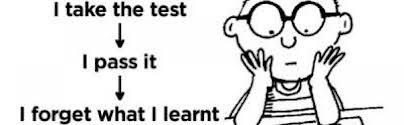 I take the test
I pass it
I forget what I learnt